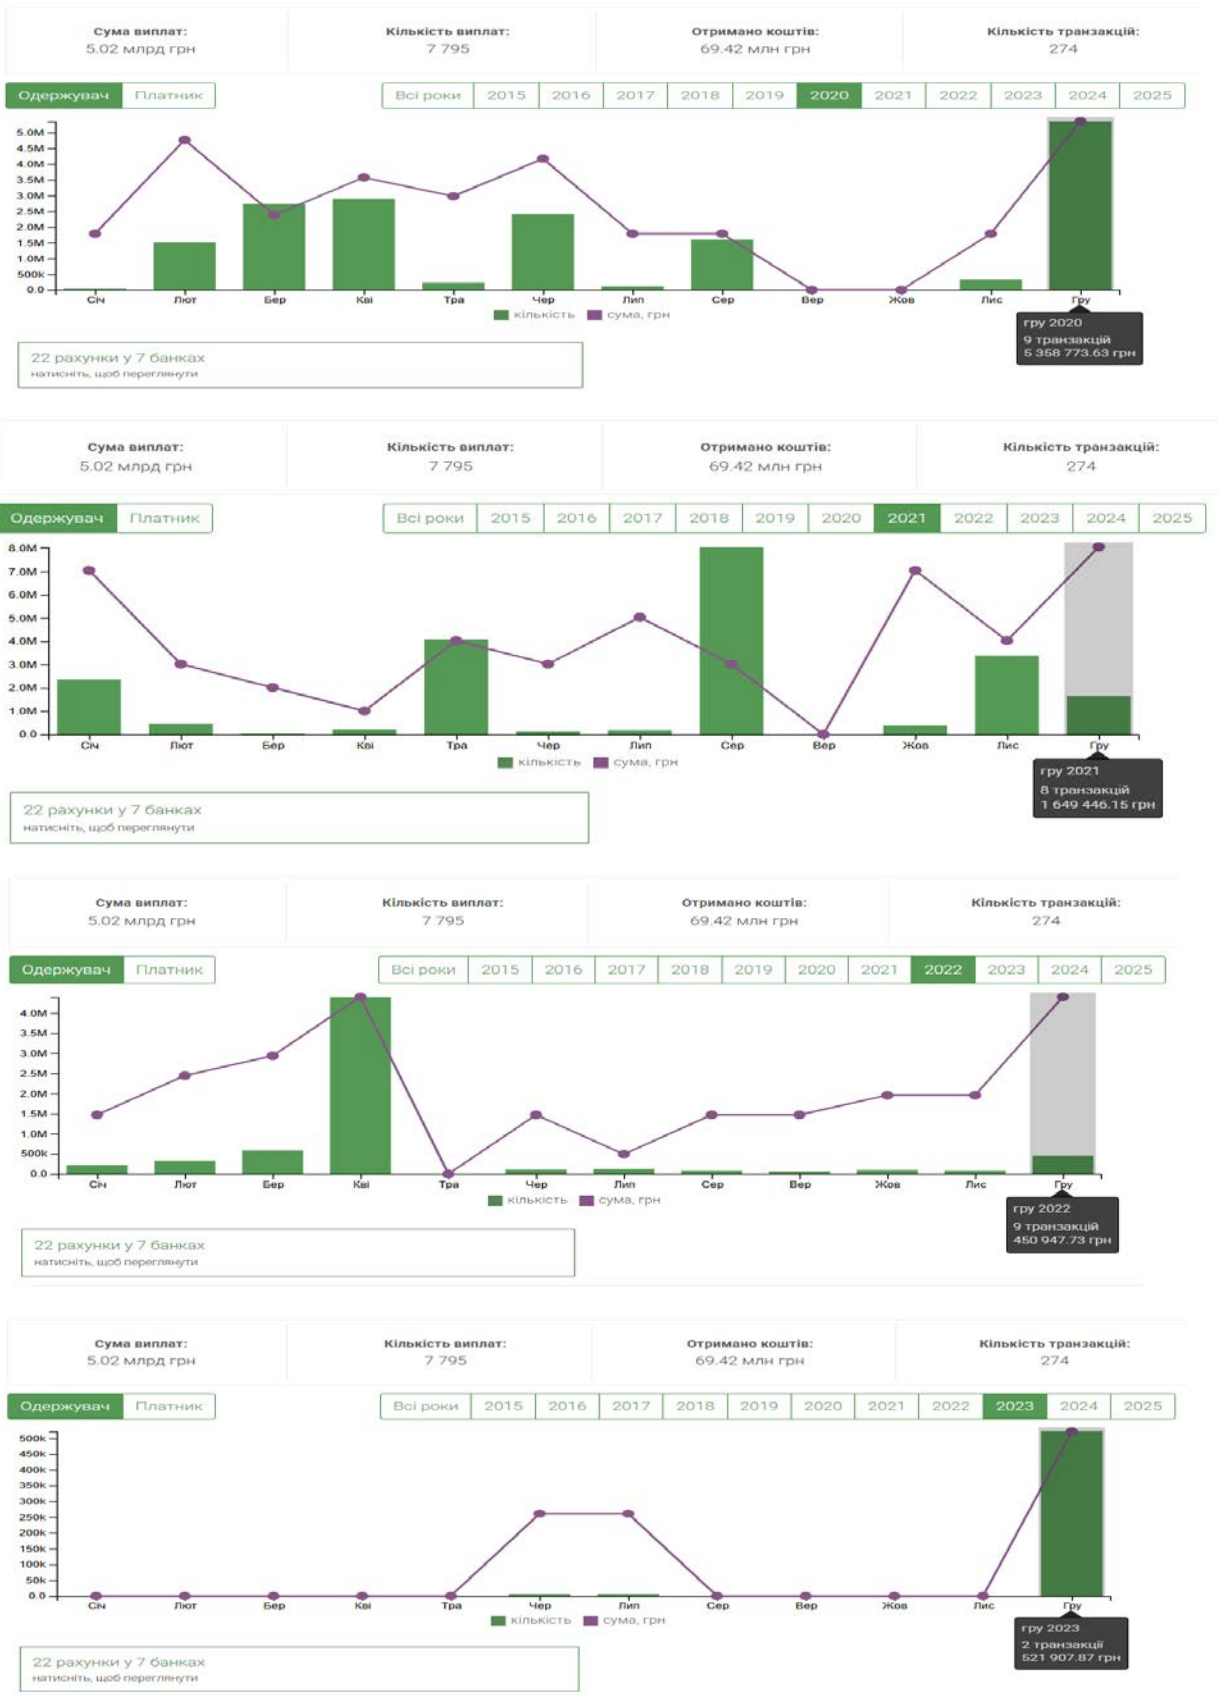 Сума виплат: Кількість виплат: Отримано коштів: Кількість транзакцій:
5.02 млрд грн 7 795 69.42 млн грн 274
Одержувач Платник Всі роки 2015 2016 2017 2018 2019 2020 2021 2022 2023 2024 2025
5.0M
4.5M
4.0M
3.5M
3.0M
2.5M
2.0M
1.5M
1.0M
500k
0.0
Січ Лют Бер Кві Тра Чер Лип Сер Вер Жов Лис Гру
кількість сума, грн
гру 2020
9 транзакцій
5 358 773.63 грн
22 рахунки у 7 банках
натисніть, щоб переглянути
Сума виплат: Кількість виплат: Отримано коштів: Кількість транзакцій:
5.02 млрд грн 7 795 69.42 млн грн 274
Одержувач Платник Всі роки 2015 2016 2017 2018 2019 2020 2021 2022 2023 2024 2025
8.0M
7.0M
6.0M
5.0M
4.0M
3.0M
2.0M
1.0M
0.0
Січ Лют Бер Кві Тра Чер Лип Сер Вер Жов Лис Гру
кількість сума, грн
гру 2021
8 транзакцій
1 649 446.15 грн
22 рахунки у 7 банках
натисніть, щоб переглянути
Сума виплат: Кількість виплат: Отримано коштів: Кількість транзакцій:
5.02 млрд грн 7 795 69.42 млн грн 274
Одержувач Платник Всі роки 2015 2016 2017 2018 2019 2020 2021 2022 2023 2024 2025
4.0M
3.5M
3.0M
2.5M
2.0M
1.5M
1.0M
500k
0.0
Січ Лют Бер Кві Тра Чер Лип Сер Вер Жов Лис Гру
кількість сума, грн
гру 2022
9 транзакцій
450 947.73 грн
22 рахунки у 7 банках
натисніть, щоб переглянути
Сума виплат: Кількість виплат: Отримано коштів: Кількість транзакцій:
5.02 млрд грн 7 795 69.42 млн грн 274
Одержувач Платник Всі роки 2015 2016 2017 2018 2019 2020 2021 2022 2023 2024 2025
500k
450k
400k
350k
300k
250k
200k
150k
100k
50k
0.0
Січ Лют Бер Кві Тра Чер Лип Сер Вер Жов Лис Гру
кількість сума, грн
гру 2023
2 транзакції
521 907.87 грн
22 рахунки у 7 банках
натисніть, щоб переглянути